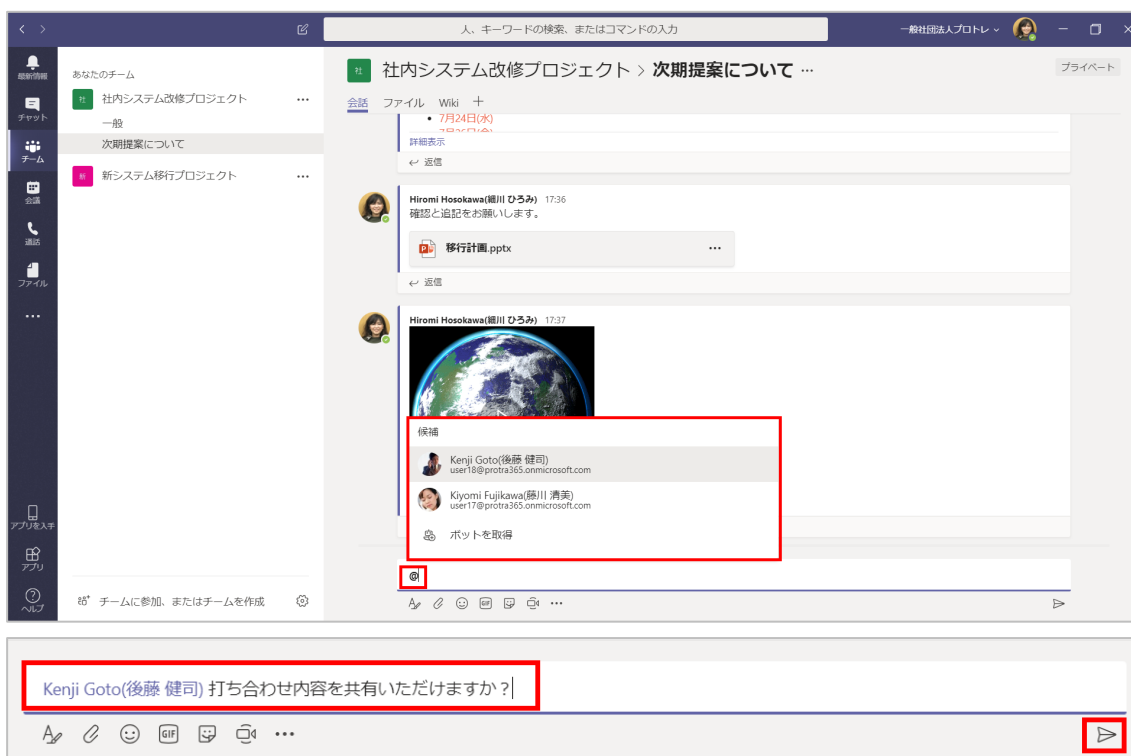 人、キーワードの検索、またはコマンドの入力
一般社団法人プロトレ
最新情報
チャット
チーム
会議
通話
ファイル
アプリを入手
アプリ
ヘルプ
あなたのチーム
社 社内システム改修プロジェクト ...
一般
次期提案について
新 新システム移行プロジェクト ...
チームに参加、またはチームを作成
社 社内システム改修プロジェクト > 次期提案について ...
プライベート
会話 ファイル Wiki +
• 7月24日(水)
7月26日(金)
詳細表示
返信
Hiromi Hosokawa(細川 ひろみ) 17:36
確認と追記をお願いします。
移行計画.pptx ...
返信
Hiromi Hosokawa(細川 ひろみ) 17:37
候補
Kenji Goto(後藤 健司)
user18@protra365.onmicrosoft.com
Kiyomi Fujikawa(藤川 清美)
user17@protra365.onmicrosoft.com
ボットを取得
@
GIF
Kenji Goto(後藤 健司) 打ち合わせ内容を共有いただけますか？
GIF